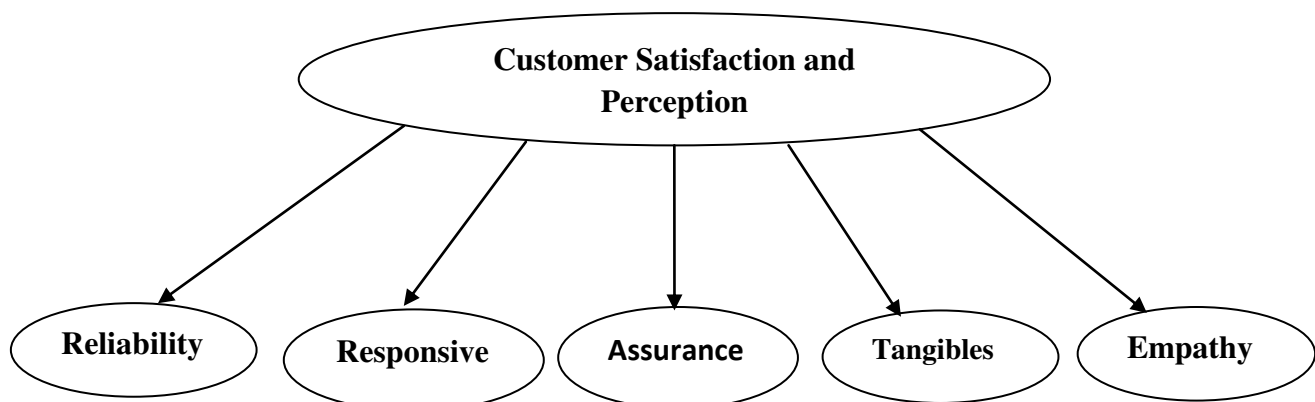 Customer Satisfaction and
Perception
Reliability
Responsive
Assurance
Tangibles
Empathy